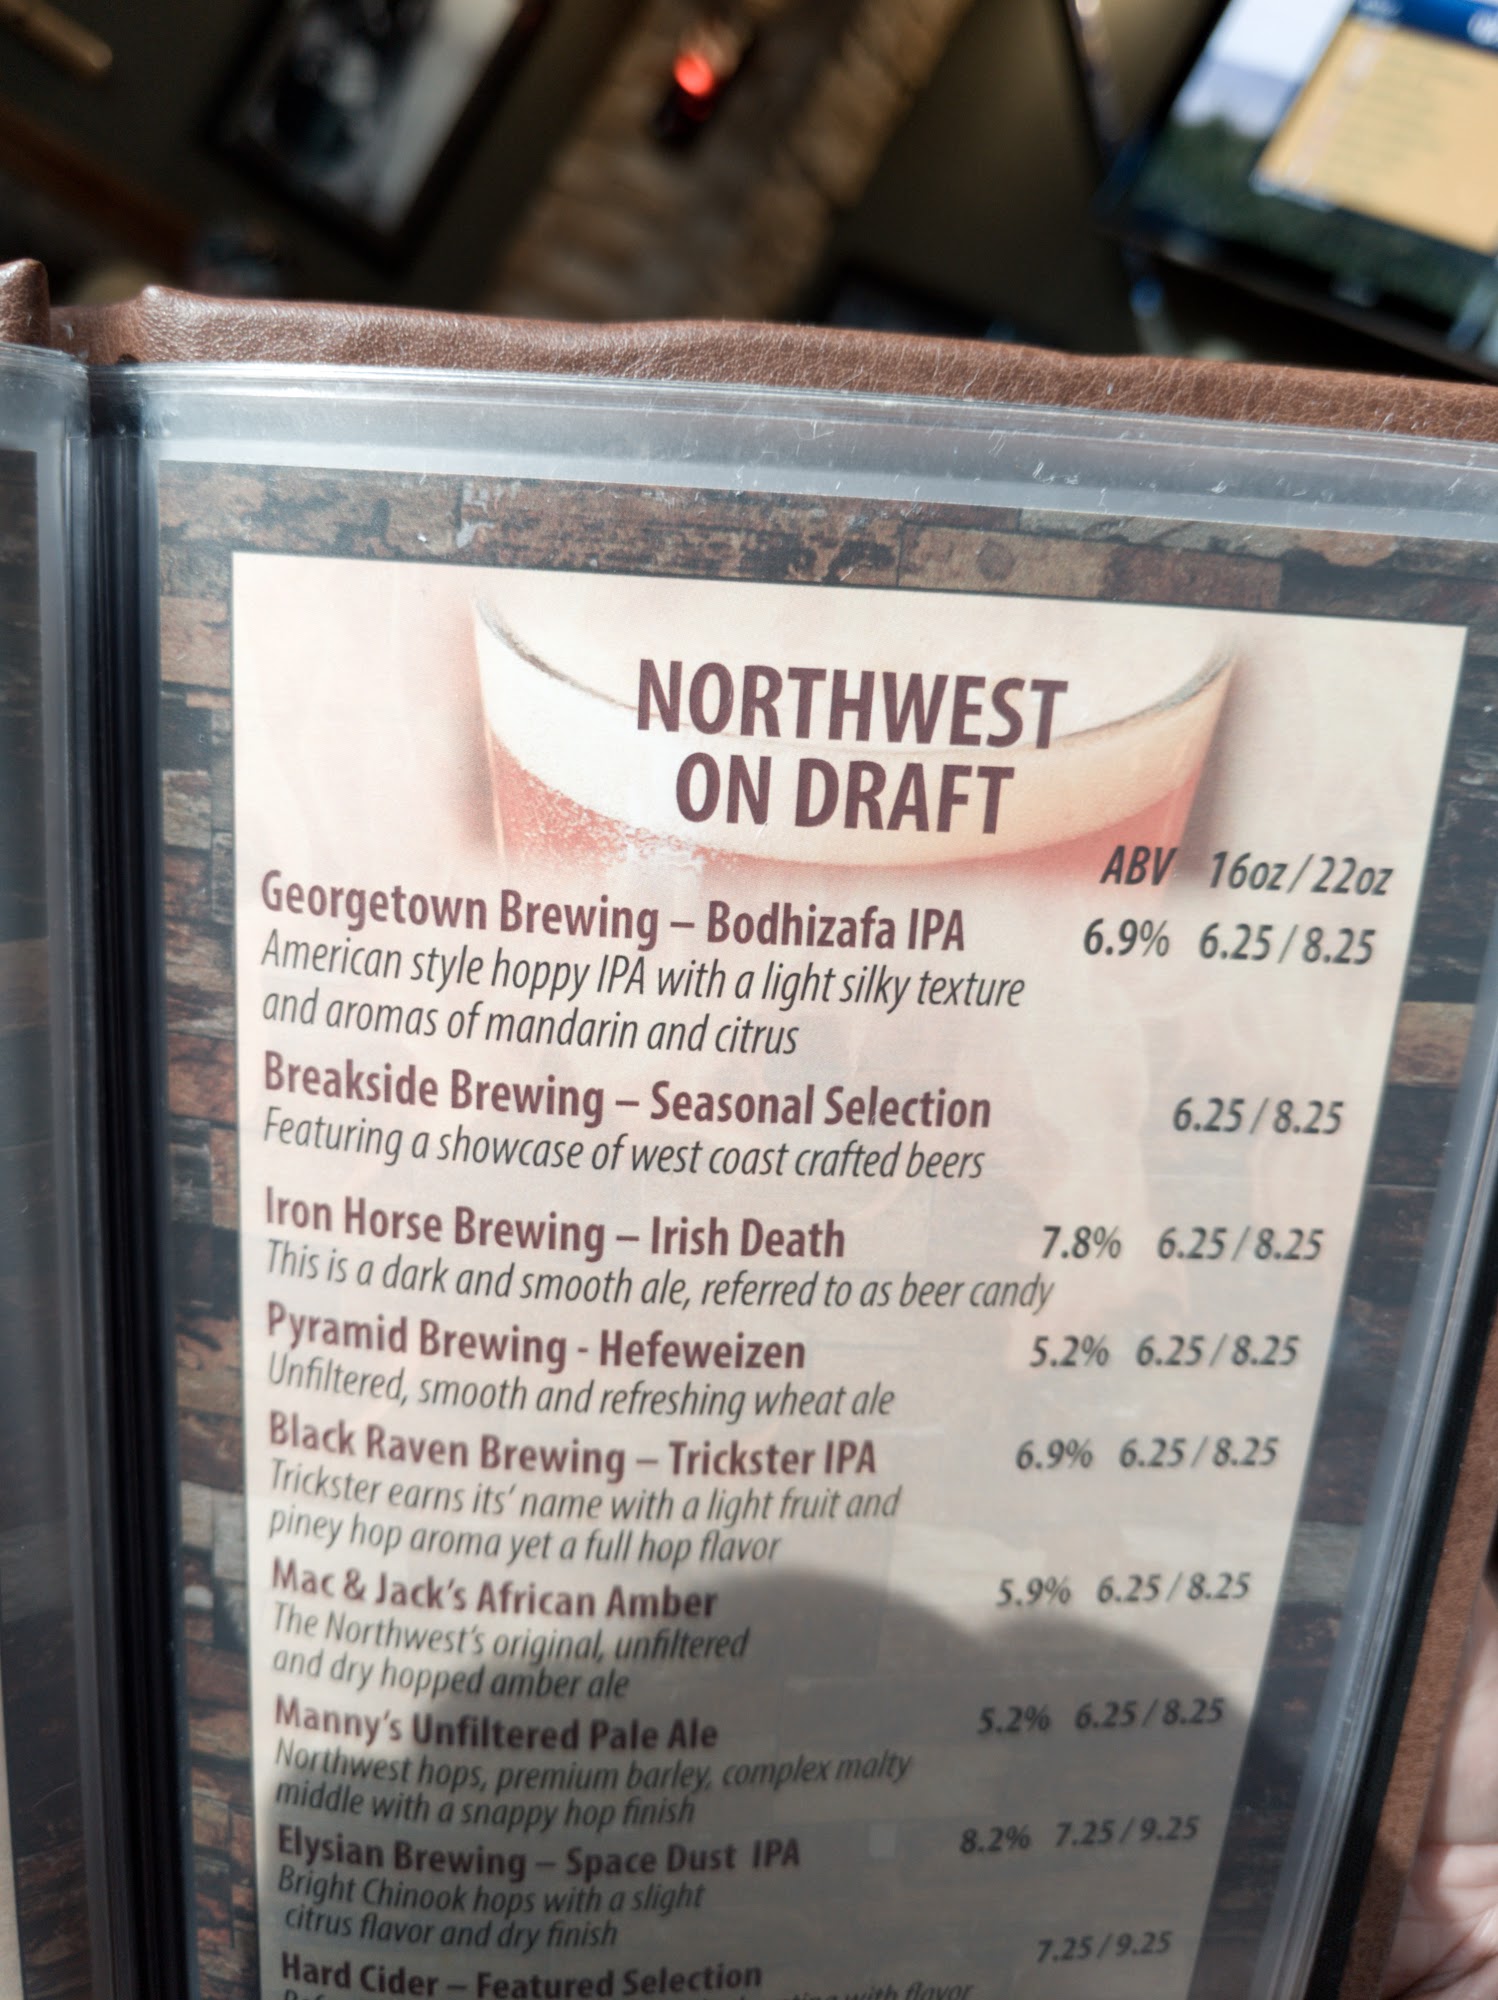 NORTHWEST
ON DRAFT
ABV 16oz/22oz
Georgetown Brewing – Bodhizafa IPA 6.9% 6.25/8.25
American style hoppy IPA with a light silky texture
and aromas of mandarin and citrus
Breakside Brewing – Seasonal Selection 6.25/8.25
Featuring a showcase of west coast crafted beers
Iron Horse Brewing – Irish Death 7.8% 6.25/8.25
This is a dark and smooth ale, referred to as beer candy
Pyramid Brewing - Hefeweizen 5.2% 6.25/8.25
Unfiltered, smooth and refreshing wheat ale
Black Raven Brewing – Trickster IPA 6.9% 6.25/8.25
Trickster earns its' name with a light fruit and
piney hop aroma yet a full hop flavor
Mac & Jack's African Amber 5.9% 6.25/8.25
The Northwest's original, unfiltered
and dry hopped amber ale
Manny's Unfiltered Pale Ale 5.2% 6.25/8.25
Northwest hops, premium barley, complex malty
middle with a snappy hop finish
Elysian Brewing – Space Dust IPA 8.2% 7.25/9.25
Bright Chinook hops with a slight
citrus flavor and dry finish
Hard Cider – Featured Selection 7.25/9.25
with flavor